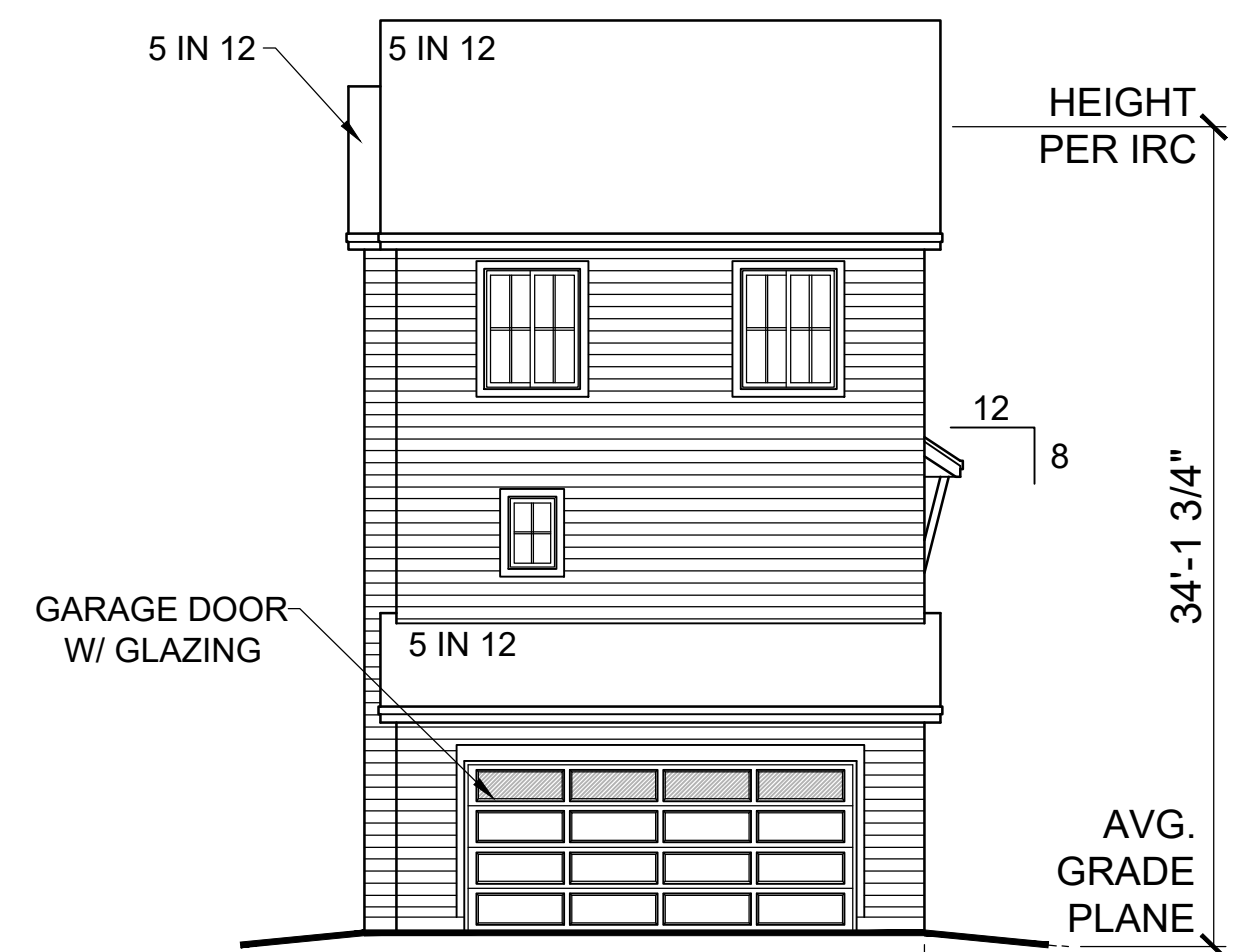 5 IN 12
5 IN 12
HEIGHT
PER IRC
12
8
34'-1 3/4"
GARAGE DOOR
W/ GLAZING
5 IN 12
AVG.
GRADE
PLANE